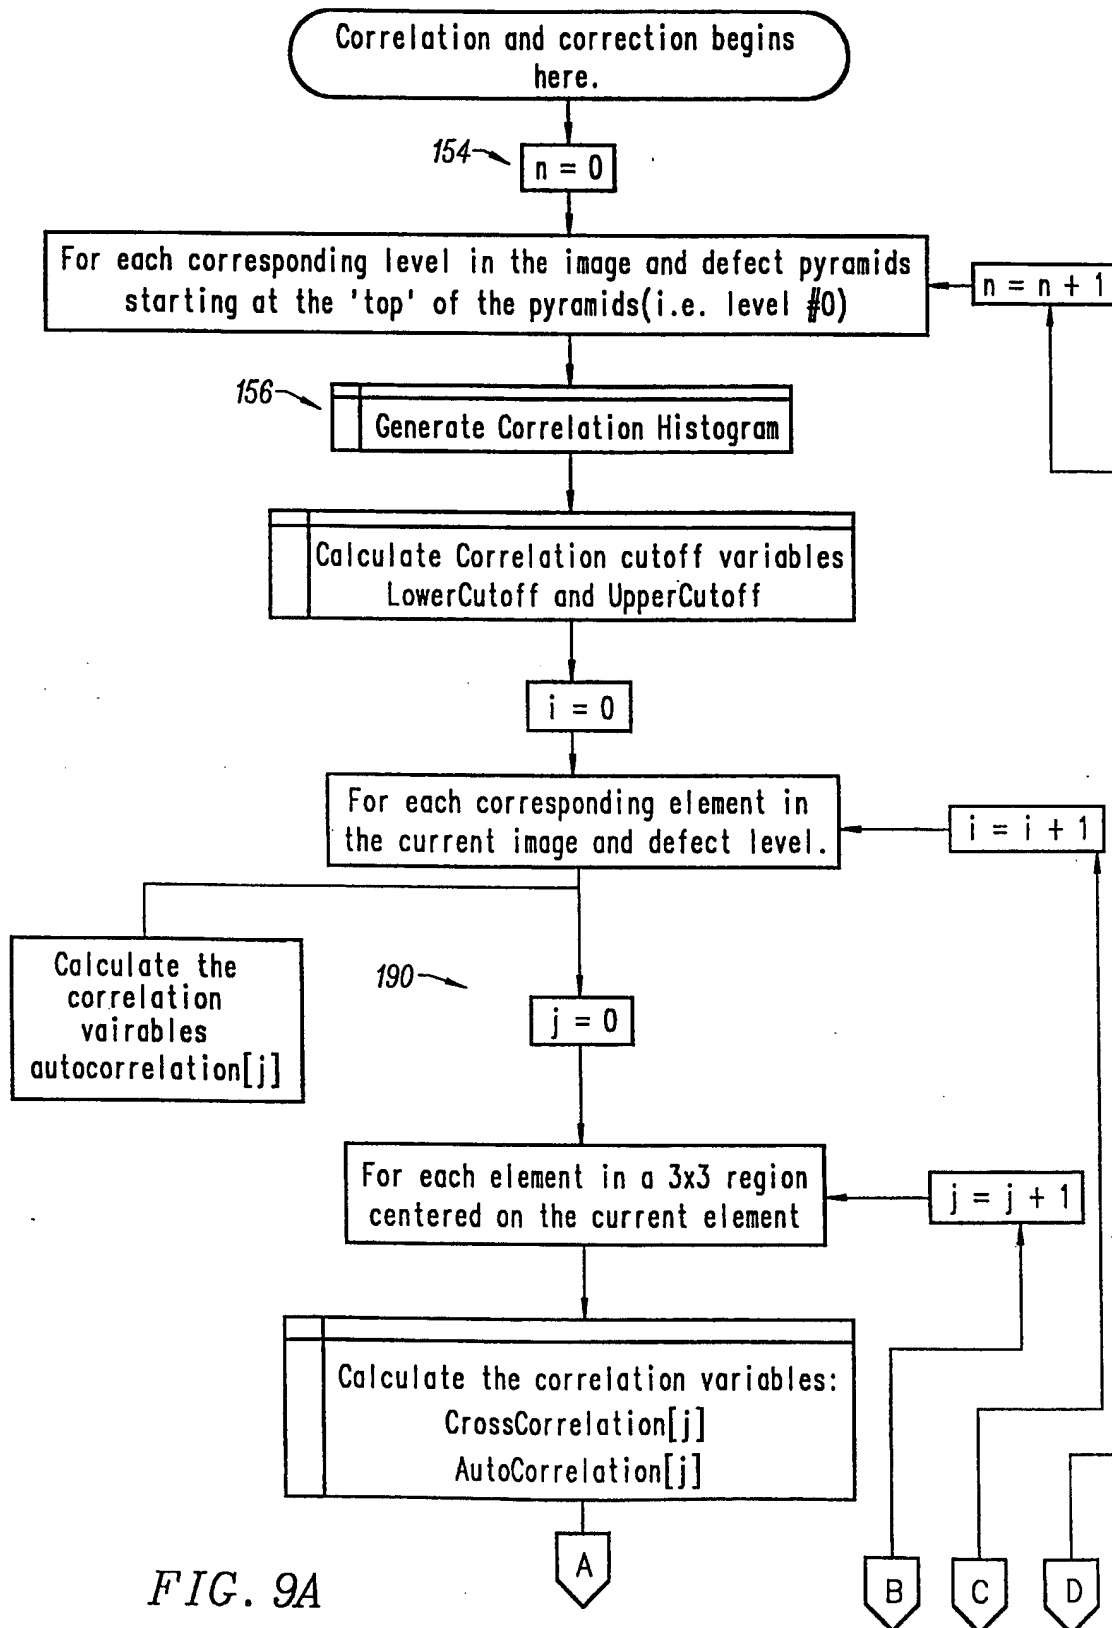 Correlation and correction begins
here.
154
n = 0
For each corresponding level in the image and defect pyramids
starting at the 'top' of the pyramids(i.e. level #0)
n = n + 1
156
Generate Correlation Histogram
Calculate Correlation cutoff variables
LowerCutoff and UpperCutoff
i = 0
For each corresponding element in
the current image and defect level.
i = i + 1
Calculate the
correlation
vairables
autocorrelation[j]
190
j = 0
For each element in a 3x3 region
centered on the current element
j = j + 1
Calculate the correlation variables:
CrossCorrelation[j]
AutoCorrelation[j]
A
B
C
D
FIG. 9A